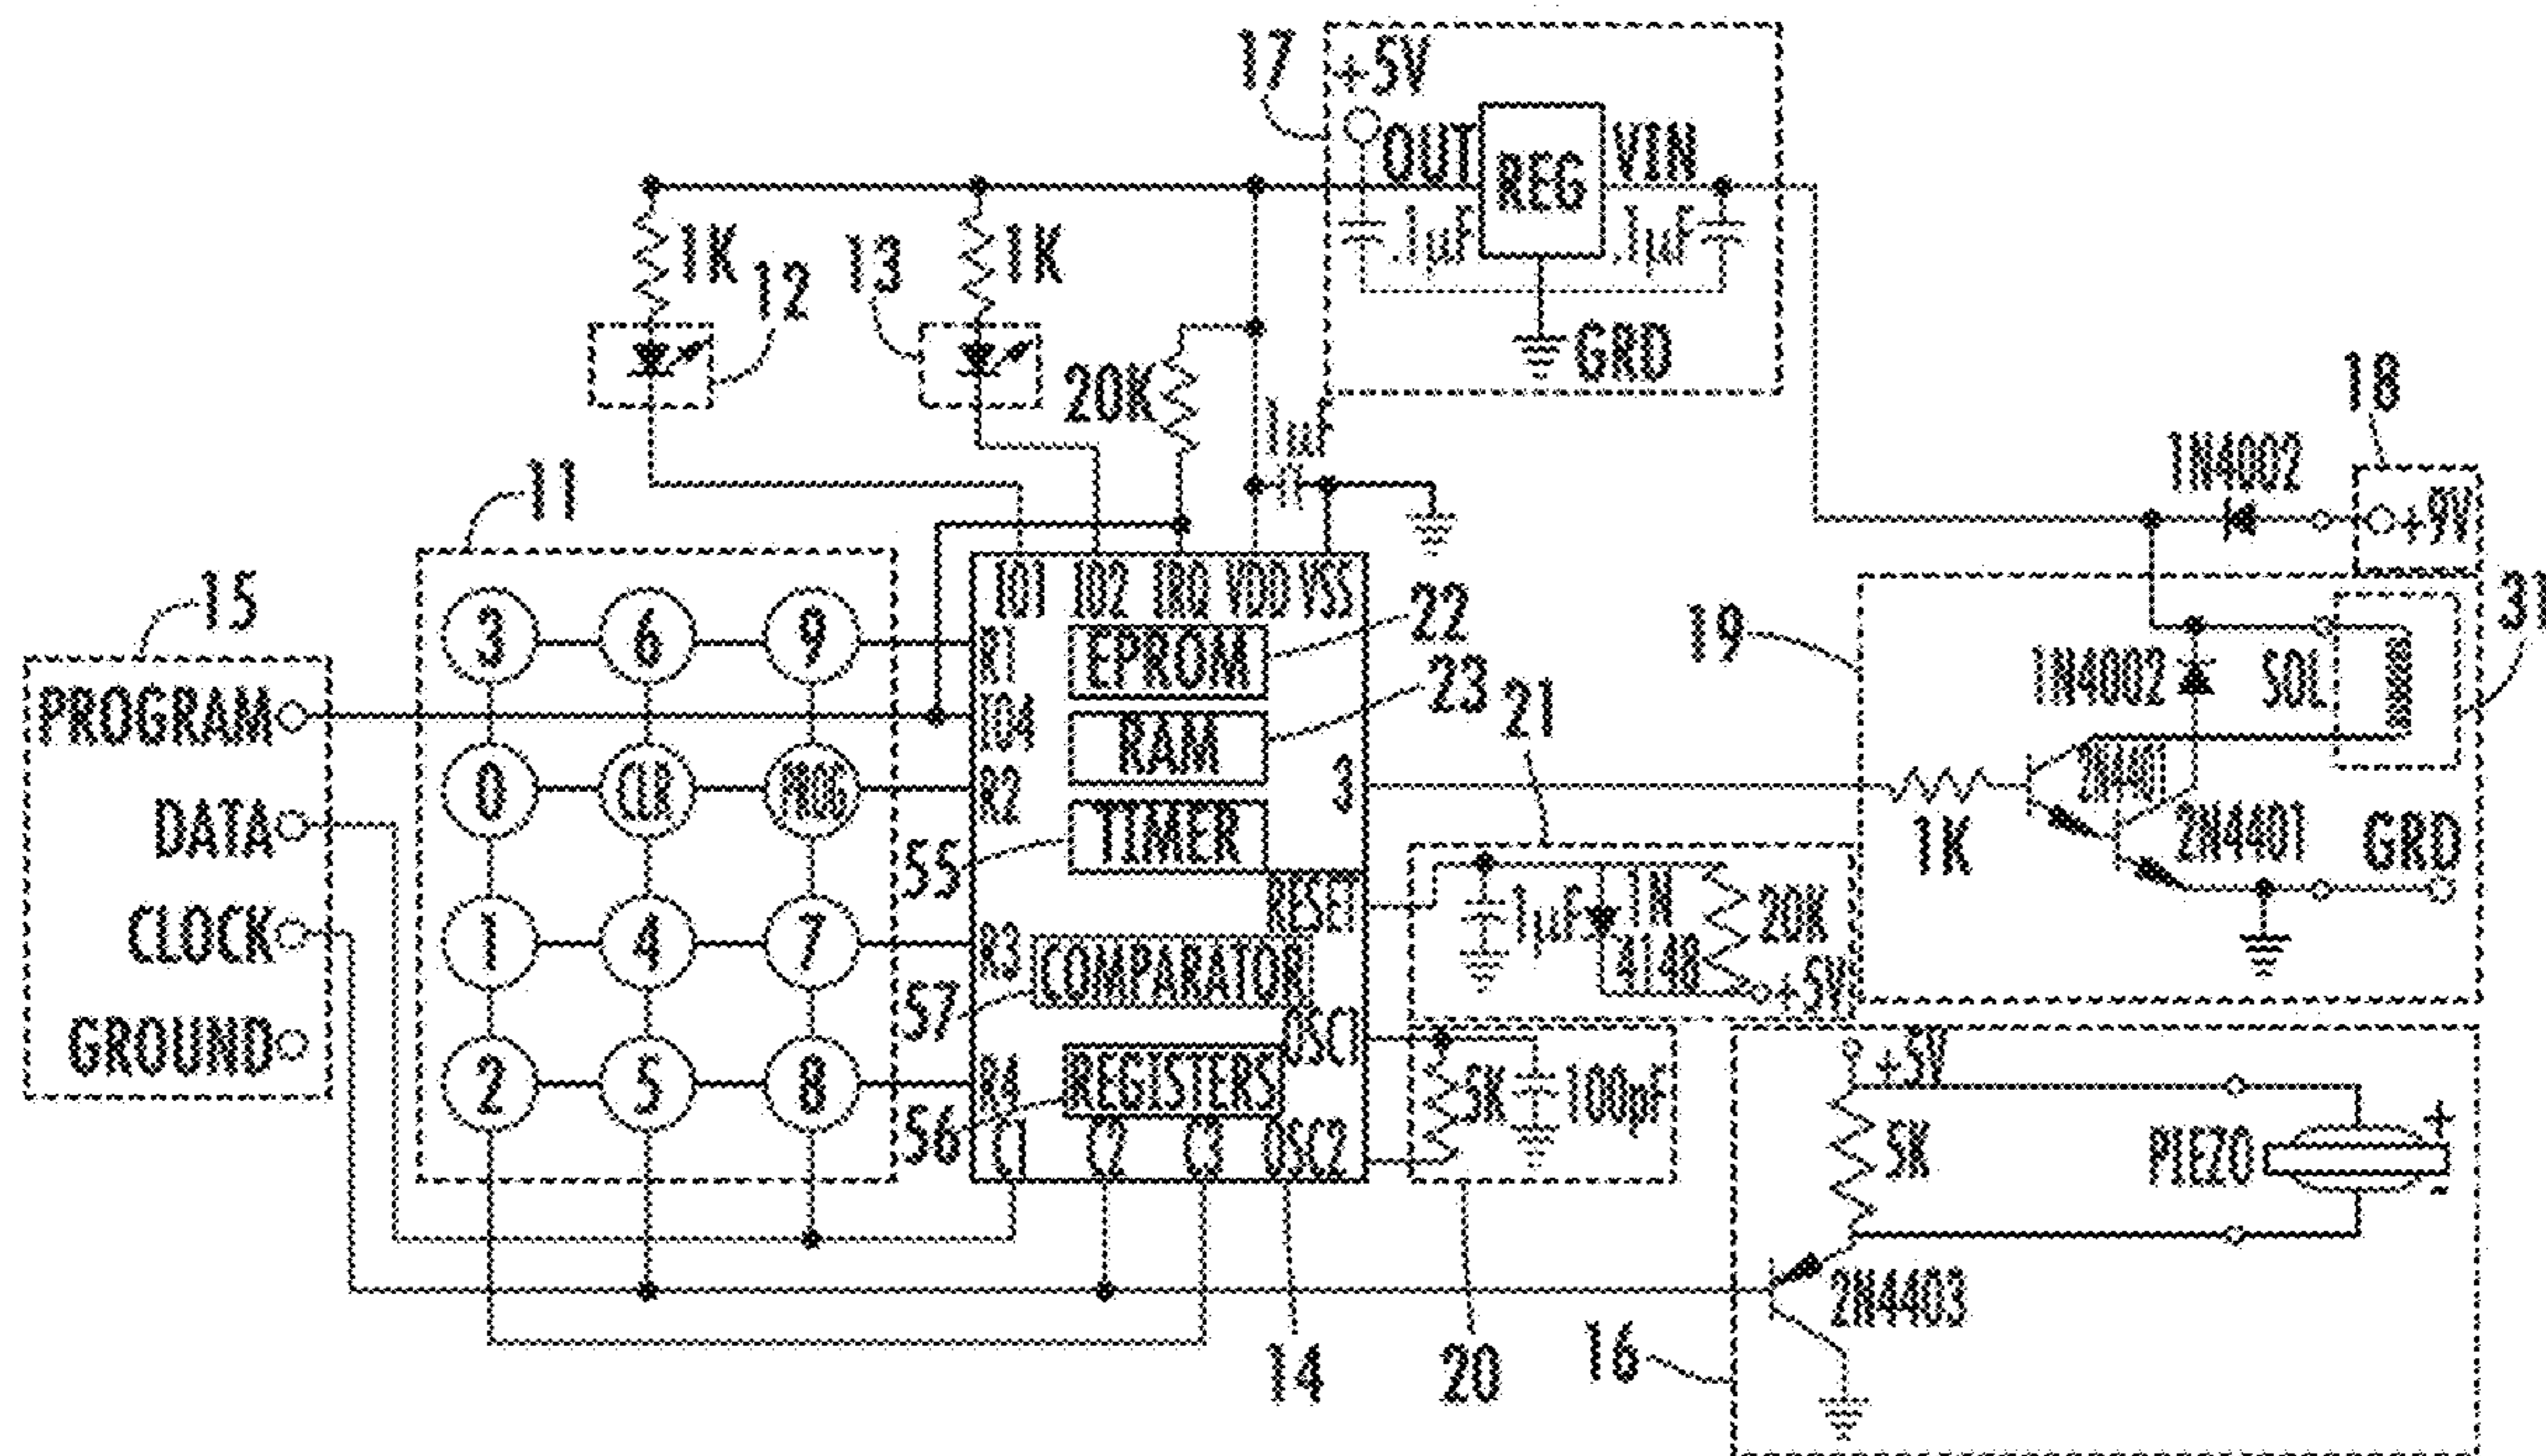 17
+5V
OUT
REG
VIN
.1µF
.1µF
GRD
1K
12
13
1K
20K
1µF
18
1N4002
+9V
11
15
PROGRAM
DATA
CLOCK
GROUND
3
6
9
0
CLR
PROG
1
4
7
2
5
8
IO1
IO2
IRQ
VDD
VSS
R1
IO4
R2
R3
R4
EPROM
RAM
TIMER
COMPARATOR
REGISTERS
3
RESET
OSC1
OSC2
C1
C2
C3
22
23
21
55
57
56
14
20
1µF
1N
4148
20K
+5V
5K
100pF
19
31
1N4002
SOL
2N4401
2N4401
1K
GRD
+5V
5K
PIEZO
+
-
2N4403
16